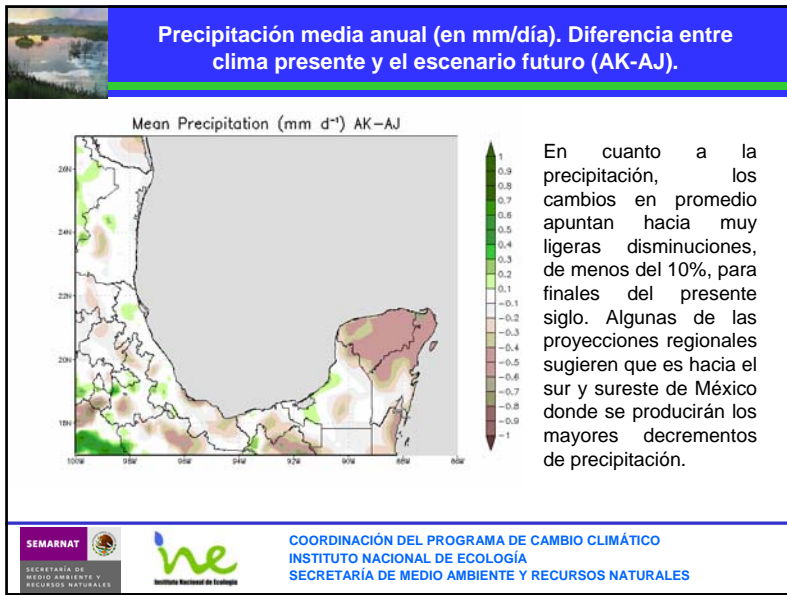 Precipitación media anual (en mm/día). Diferencia entre
clima presente y el escenario futuro (AK-AJ).
Mean Precipitation (mm d⁻¹) AK-AJ
26N
24N
22N
20N
18N
100W
98W
96W
94W
92W
90W
88W
86W
1
0.9
0.8
0.7
0.6
0.5
0.4
0.3
0.2
0.1
-0.1
-0.2
-0.3
-0.4
-0.5
-0.6
-0.7
-0.8
-0.9
-1
En cuanto a la
precipitación, los
cambios en promedio
apuntan hacia muy
ligeras disminuciones,
de menos del 10%, para
finales del presente
siglo. Algunas de las
proyecciones regionales
sugieren que es hacia el
sur y sureste de México
donde se producirán los
mayores decrementos
de precipitación.
SEMARNAT
SECRETARÍA DE
MEDIO AMBIENTE Y
RECURSOS NATURALES
ine
Instituto Nacional de Ecología
COORDINACIÓN DEL PROGRAMA DE CAMBIO CLIMÁTICO
INSTITUTO NACIONAL DE ECOLOGÍA
SECRETARÍA DE MEDIO AMBIENTE Y RECURSOS NATURALES